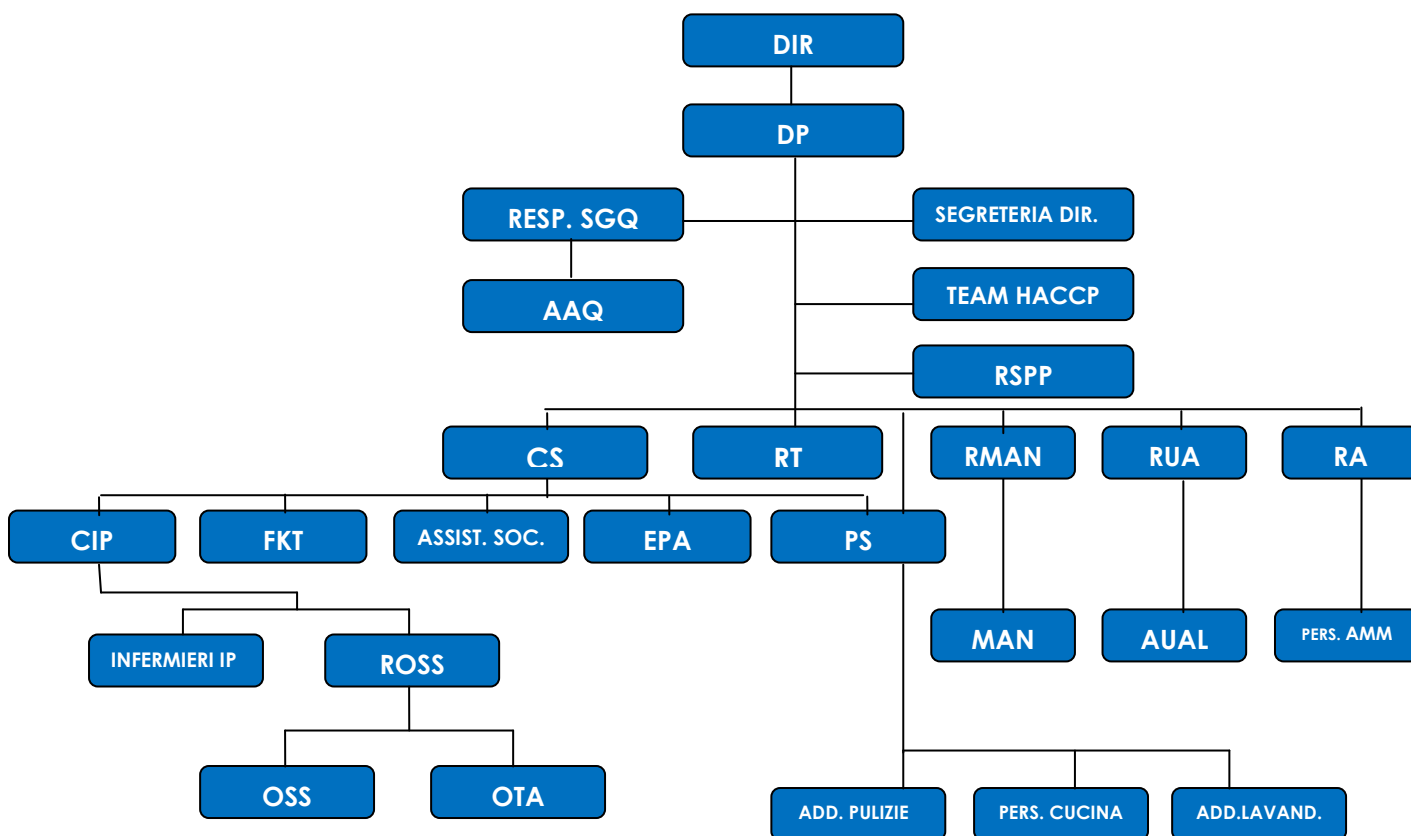 DIR
DP
RESP. SGQ
SEGRETERIA DIR.
AAQ
TEAM HACCP
RSPP
CS
RT
RMAN
RUA
RA
CIP
FKT
ASSIST. SOC.
EPA
PS
INFERMIERI IP
ROSS
MAN
AUAL
PERS. AMM
OSS
OTA
ADD. PULIZIE
PERS. CUCINA
ADD.LAVAND.